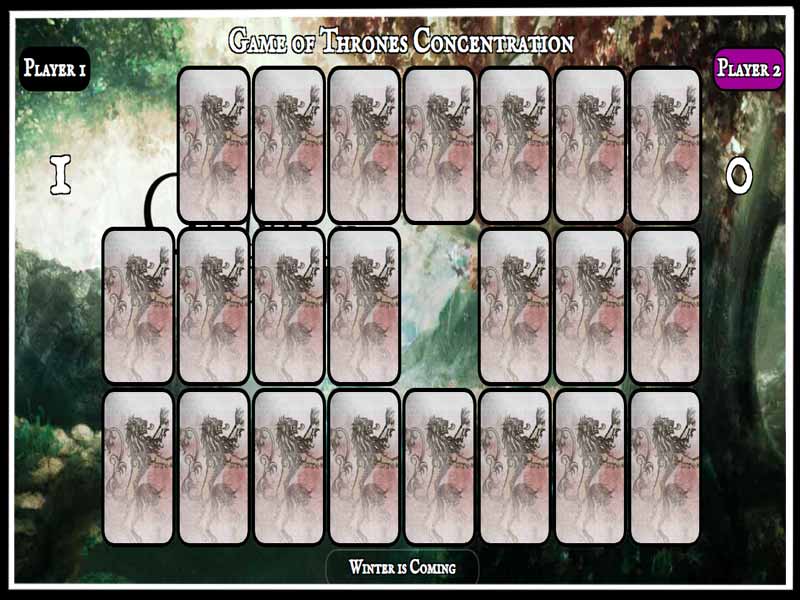 Game of Thrones Concentration
Player 1
Player 2
1
0
Winter is Coming